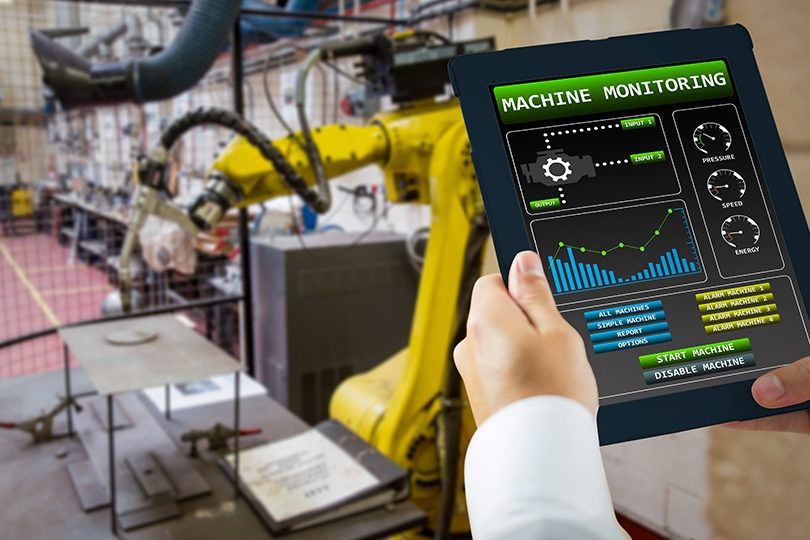 MACHINE MONITORING
INPUT 1
INPUT 2
OUTPUT
PRESSURE
SPEED
ENERGY
ALL MACHINES
SIMPLE MACHINE
REPORT
OPTIONS
ALARM MACHINE 1
ALARM MACHINE 2
ALARM MACHINE 3
ALARM MACHINE 4
START MACHINE
DISABLE MACHINE